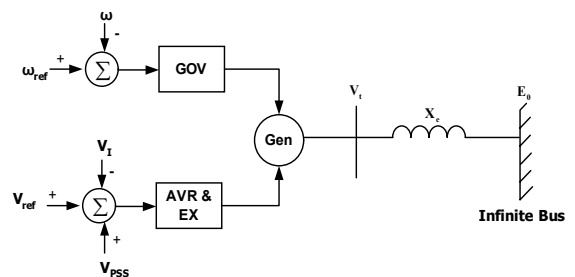 ω
-
+
ω_ref
∑
GOV
V_t
X_e
E_0
Gen
V_I
-
V_ref
+
∑
AVR &
EX
+
V_PSS
Infinite Bus